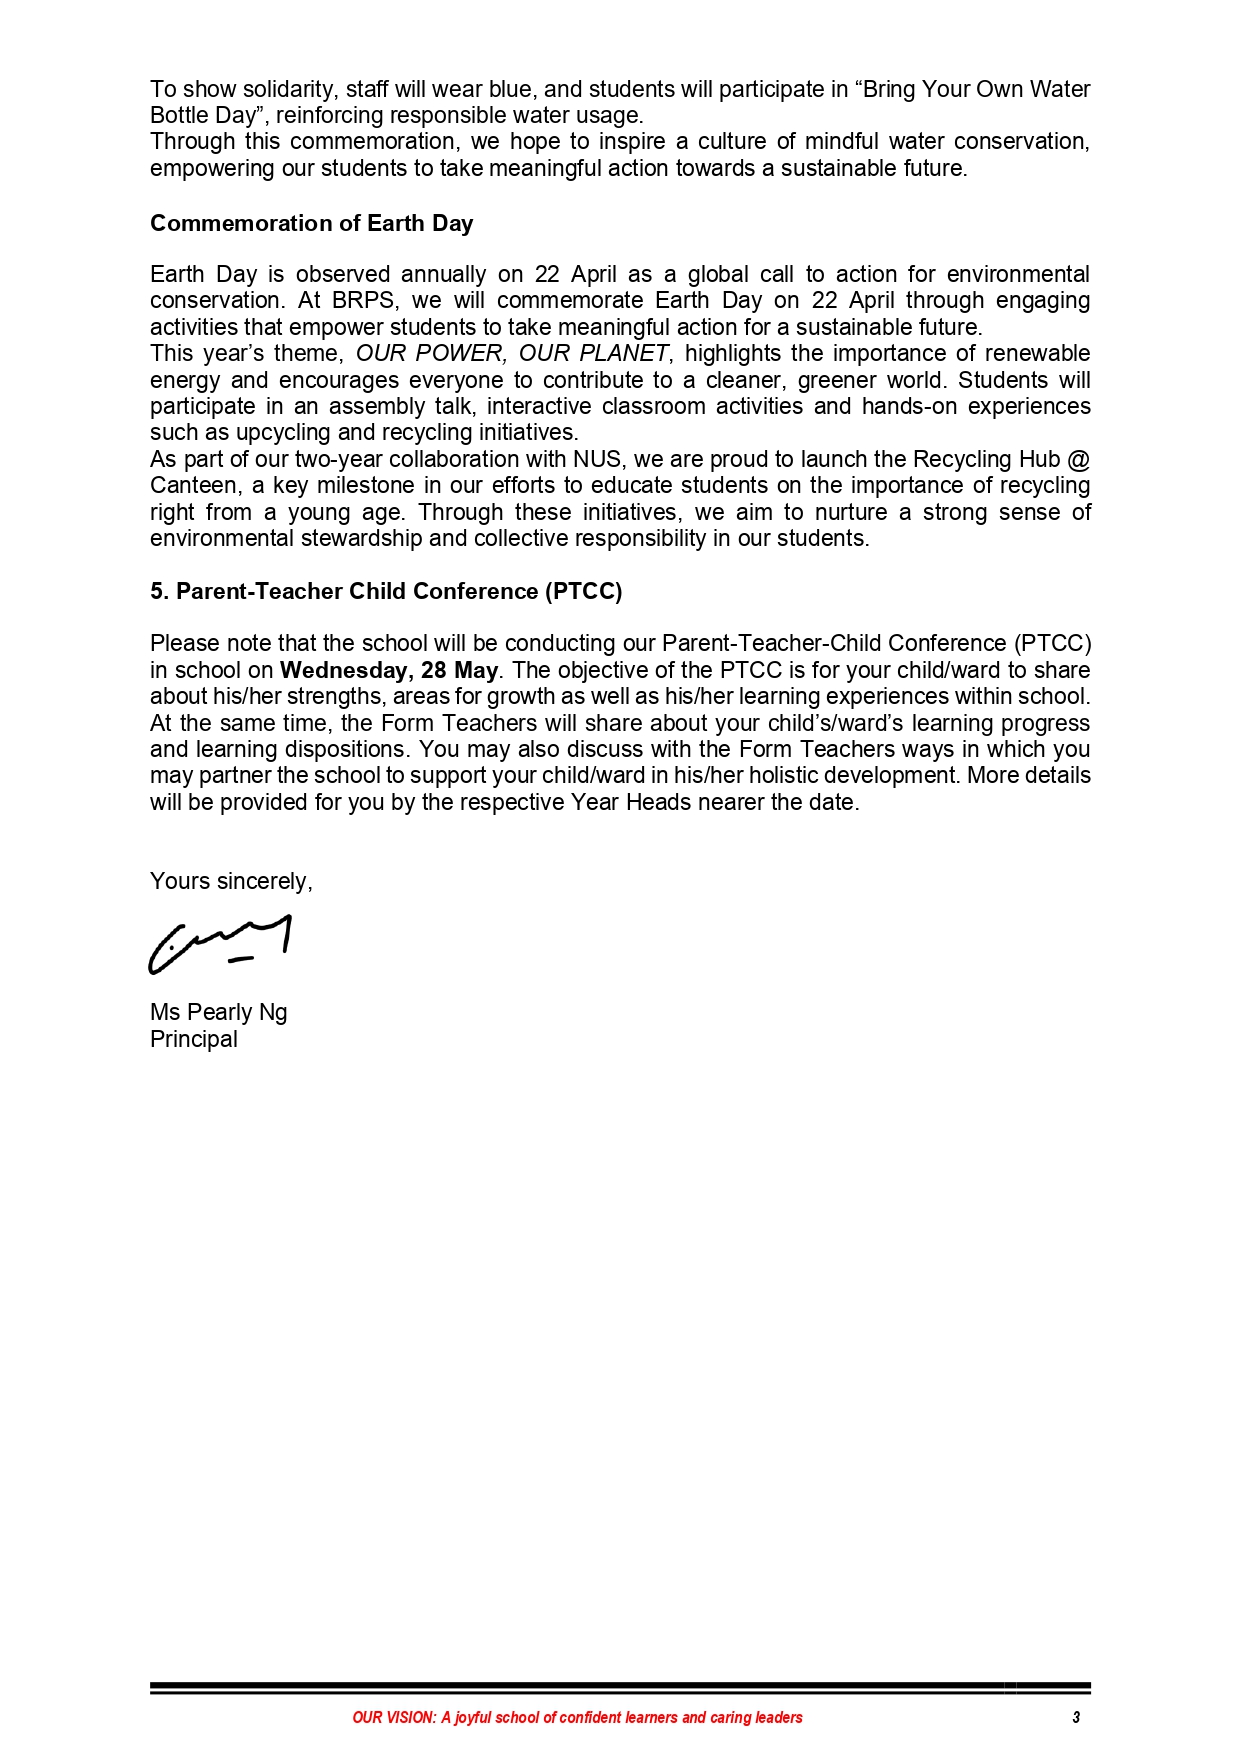 To show solidarity, staff will wear blue, and students will participate in “Bring Your Own Water
Bottle Day”, reinforcing responsible water usage.
Through this commemoration, we hope to inspire a culture of mindful water conservation,
empowering our students to take meaningful action towards a sustainable future.
Commemoration of Earth Day
Earth Day is observed annually on 22 April as a global call to action for environmental
conservation. At BRPS, we will commemorate Earth Day on 22 April through engaging
activities that empower students to take meaningful action for a sustainable future.
This year’s theme, OUR POWER, OUR PLANET, highlights the importance of renewable
energy and encourages everyone to contribute to a cleaner, greener world. Students will
participate in an assembly talk, interactive classroom activities and hands-on experiences
such as upcycling and recycling initiatives.
As part of our two-year collaboration with NUS, we are proud to launch the Recycling Hub @
Canteen, a key milestone in our efforts to educate students on the importance of recycling
right from a young age. Through these initiatives, we aim to nurture a strong sense of
environmental stewardship and collective responsibility in our students.
5. Parent-Teacher Child Conference (PTCC)
Please note that the school will be conducting our Parent-Teacher-Child Conference (PTCC)
in school on Wednesday, 28 May. The objective of the PTCC is for your child/ward to share
about his/her strengths, areas for growth as well as his/her learning experiences within school.
At the same time, the Form Teachers will share about your child’s/ward’s learning progress
and learning dispositions. You may also discuss with the Form Teachers ways in which you
may partner the school to support your child/ward in his/her holistic development. More details
will be provided for you by the respective Year Heads nearer the date.
Yours sincerely,
Ms Pearly Ng
Principal
OUR VISION: A joyful school of confident learners and caring leaders 3